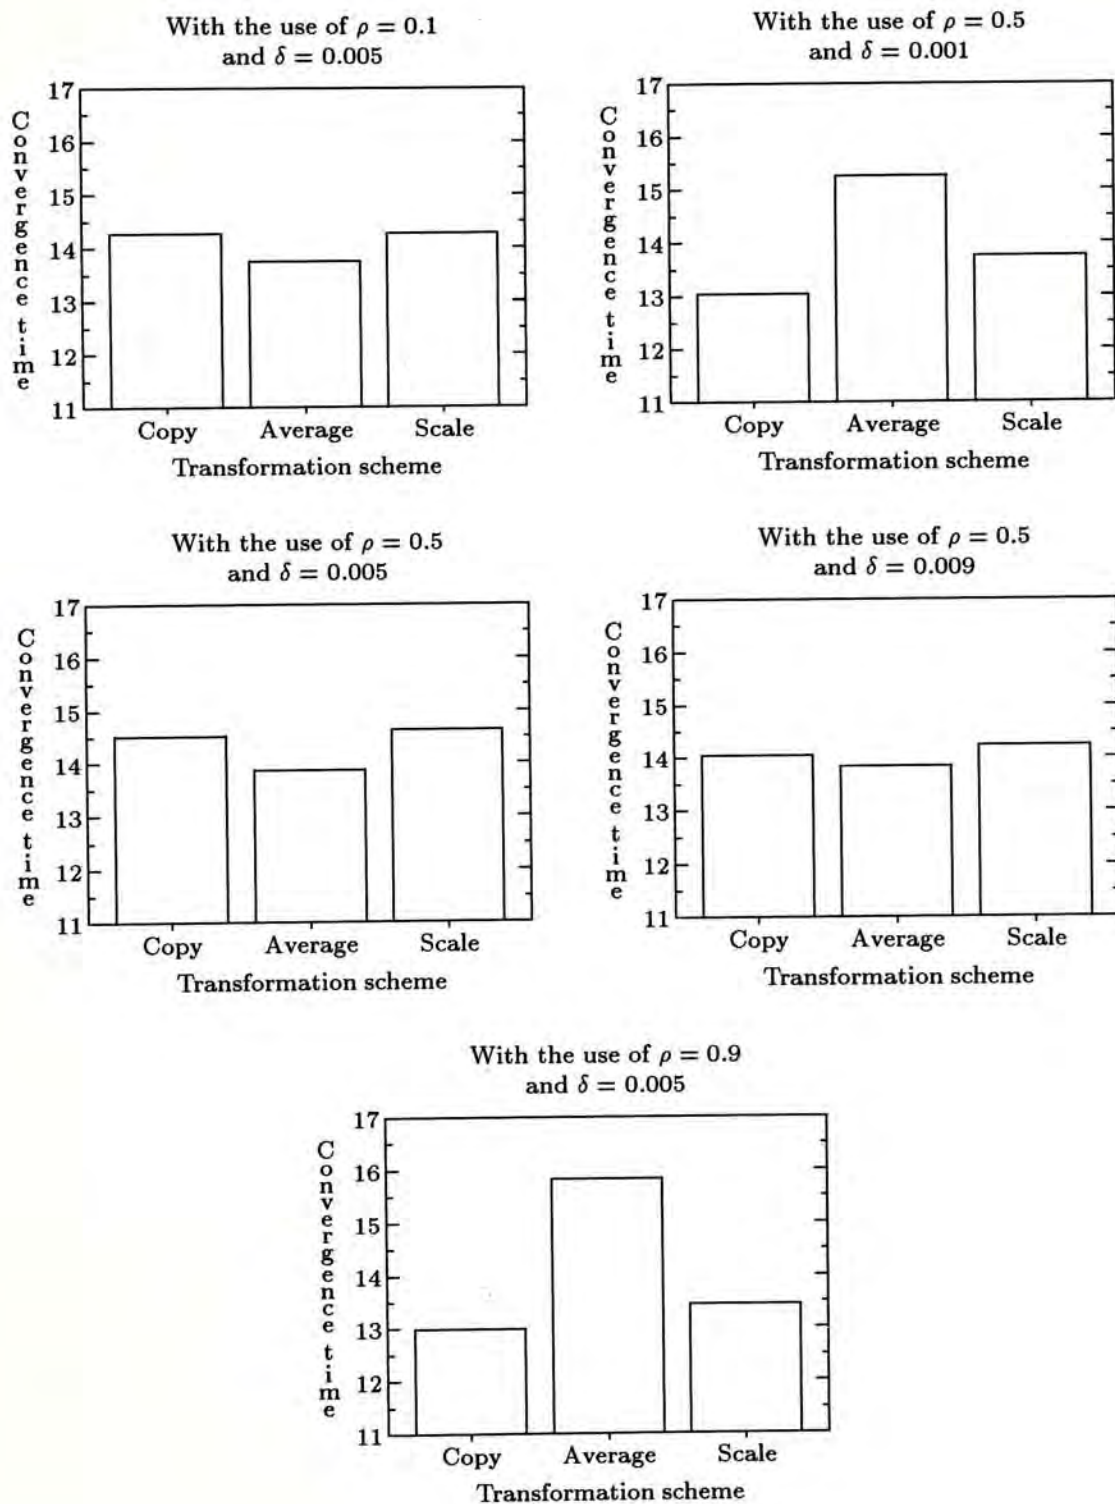 With the use of ρ = 0.1
and δ = 0.005
17
16
15
14
13
12
11
Convergence time
Copy Average Scale
Transformation scheme
With the use of ρ = 0.5
and δ = 0.001
17
16
15
14
13
12
11
Convergence time
Copy Average Scale
Transformation scheme
With the use of ρ = 0.5
and δ = 0.005
17
16
15
14
13
12
11
Convergence time
Copy Average Scale
Transformation scheme
With the use of ρ = 0.5
and δ = 0.009
17
16
15
14
13
12
11
Convergence time
Copy Average Scale
Transformation scheme
With the use of ρ = 0.9
and δ = 0.005
17
16
15
14
13
12
11
Convergence time
Copy Average Scale
Transformation scheme